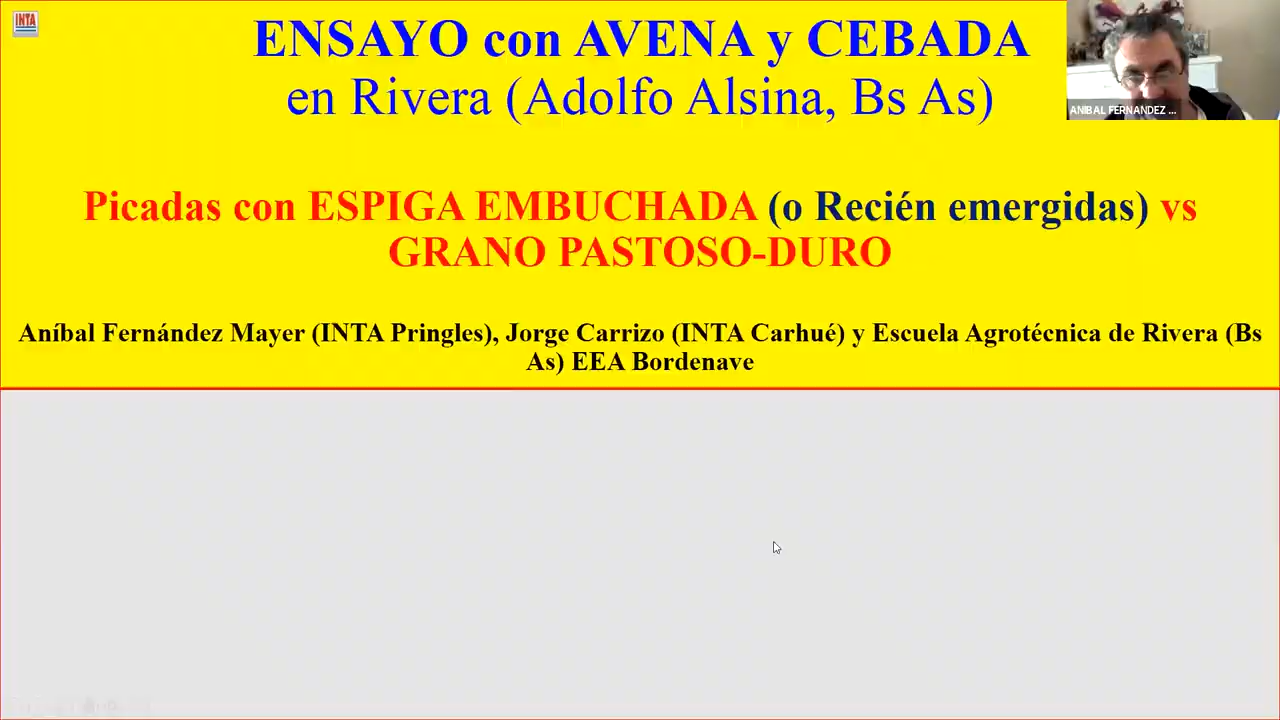 INTA
ENSAYO con AVENA y CEBADA
en Rivera (Adolfo Alsina, Bs As)
ANIBAL FERNANDEZ ...
Picadas con ESPIGA EMBUCHADA (o Recién emergidas) vs
GRANO PASTOSO-DURO
Aníbal Fernández Mayer (INTA Pringles), Jorge Carrizo (INTA Carhué) y Escuela Agrotécnica de Rivera (Bs
As) EEA Bordenave